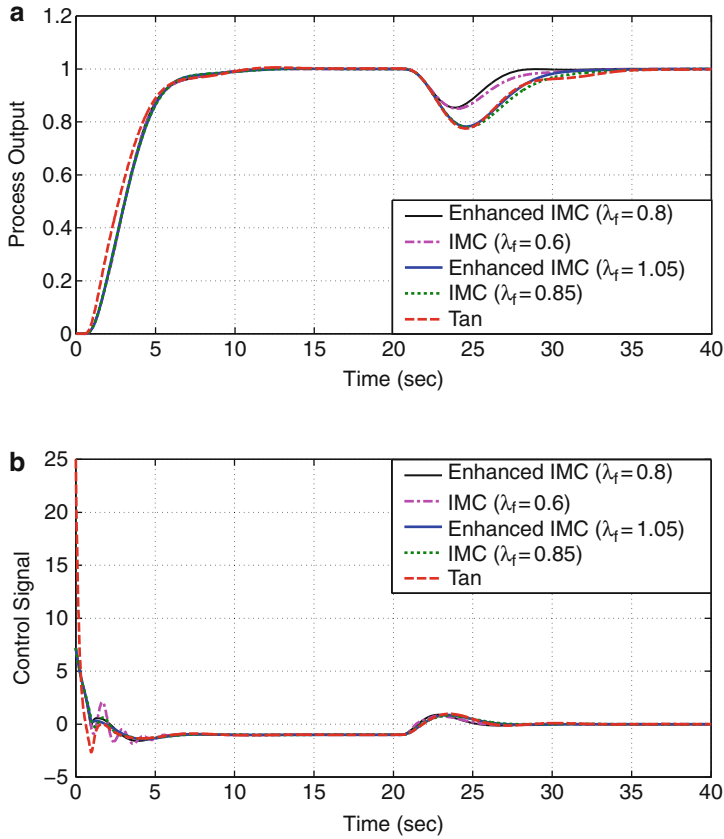 a
1.2
1
0.8
0.6
0.4
0.2
0
Process Output
Enhanced IMC (λf=0.8)
IMC (λf=0.6)
Enhanced IMC (λf=1.05)
IMC (λf=0.85)
Tan
0 5 10 15 20 25 30 35 40
Time (sec)
b
25
20
15
10
5
0
−5
Control Signal
Enhanced IMC (λf=0.8)
IMC (λf=0.6)
Enhanced IMC (λf=1.05)
IMC (λf=0.85)
Tan
0 5 10 15 20 25 30 35 40
Time (sec)